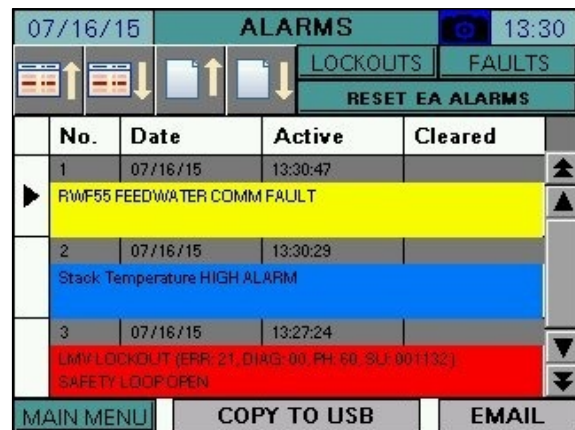 07/16/15 ALARMS 13:30
LOCKOUTS FAULTS
RESET EA ALARMS
No. Date Active Cleared
1 07/16/15 13:30:47
RWF55 FEEDWATER COMM FAULT
2 07/16/15 13:30:29
Stack Temperature HIGH ALARM
3 07/16/15 13:27:24
LMV LOCKOUT (ERR: 21, DIAG: 00, PH: 60, SU: 001132)
SAFETY LOOP OPEN
MAIN MENU COPY TO USB EMAIL